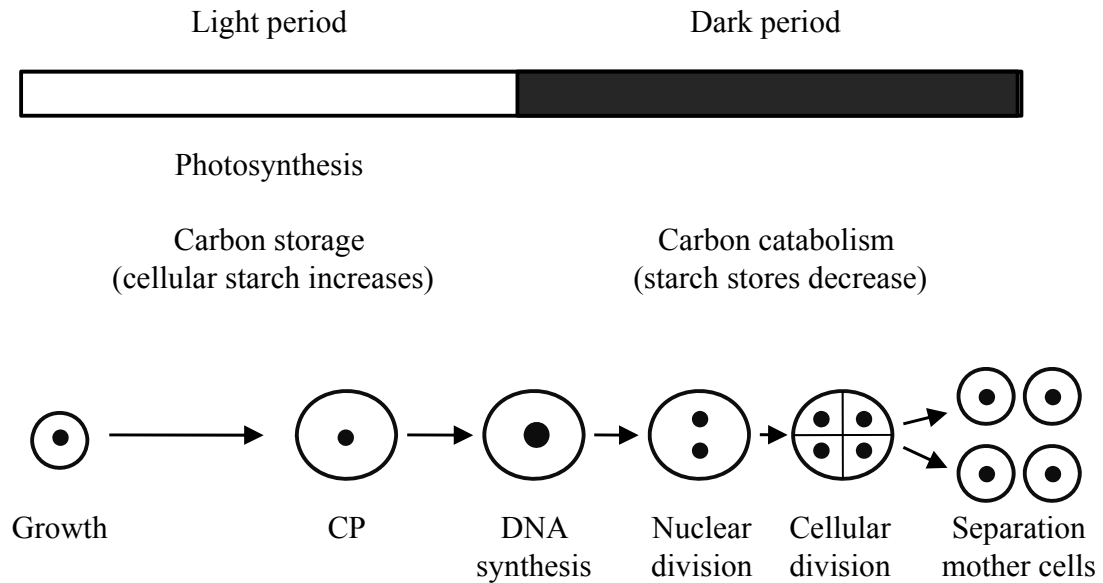 Light period
Dark period
Photosynthesis
Carbon storage
(cellular starch increases)
Carbon catabolism
(starch stores decrease)
Growth
CP
DNA
synthesis
Nuclear
division
Cellular
division
Separation
mother cells